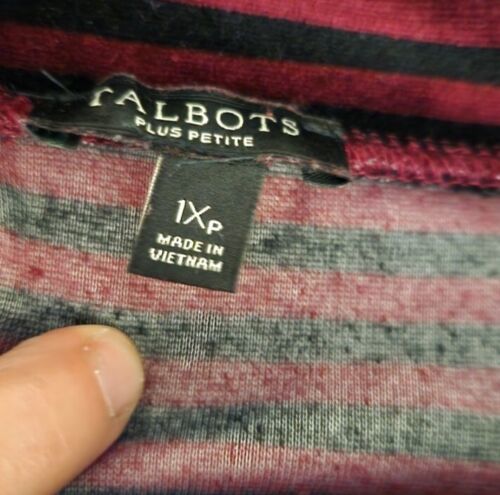 TALBOTS
PLUS PETITE
1XP
MADE IN
VIETNAM